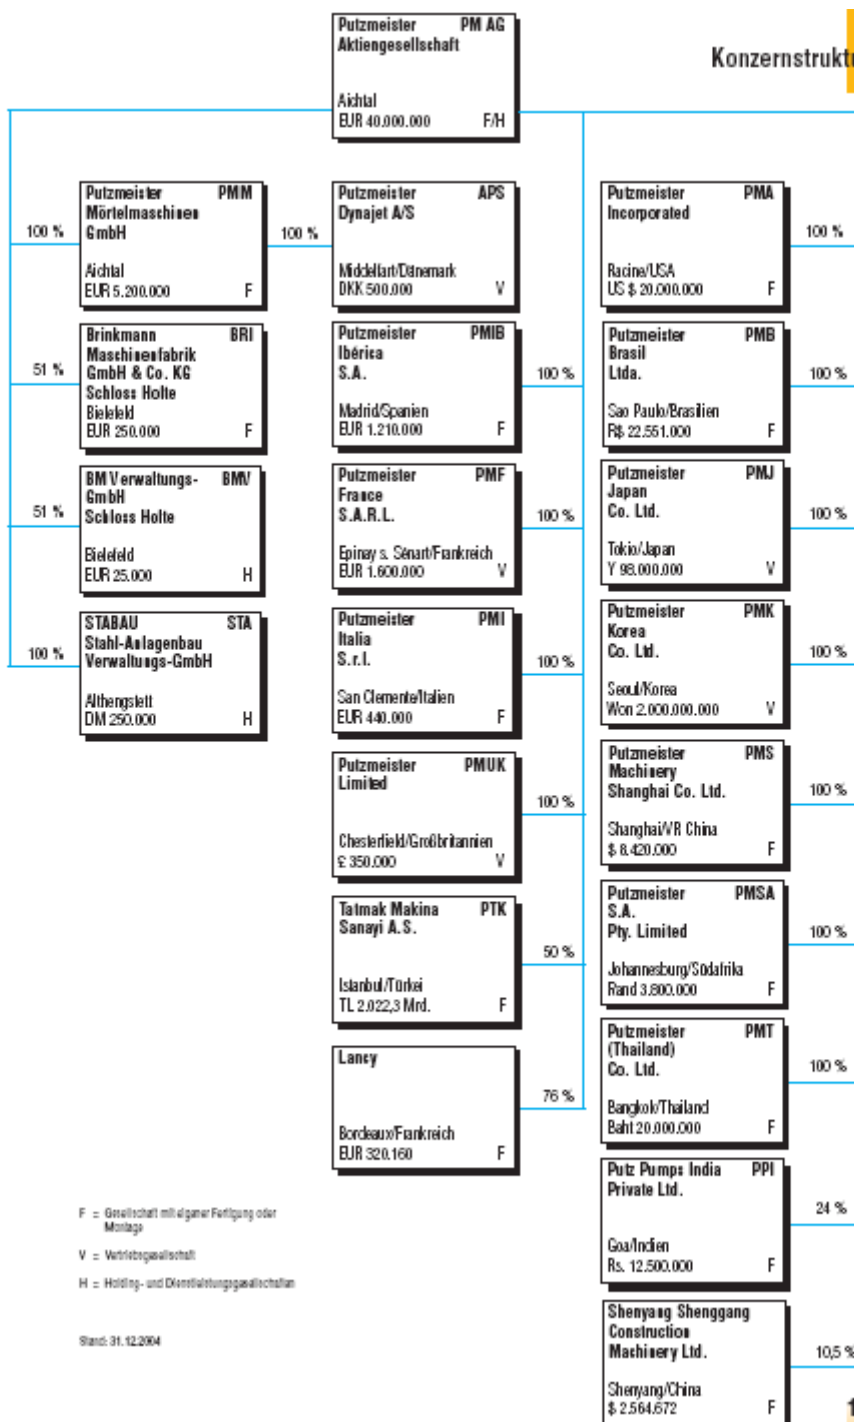 Konzernstruktu
Putzmeister PM AG
Aktiengesellschaft
Aichtal
EUR 40.000.000 F/H
100 %
Putzmeister PMM
Mörtelmaschinen
GmbH
Aichtal
EUR 5.200.000 F
51 %
Brinkmann BRI
Maschinenfabrik
GmbH & Co. KG
Schloss Holte
Bielefeld
EUR 250.000 F
51 %
BM Verwaltungs- BMV
GmbH
Schloss Holte
Bielefeld
EUR 25.000 H
100 %
STABAU STA
Stahl-Anlagenbau
Verwaltungs-GmbH
Althengstett
DM 250.000 H
100 %
Putzmeister APS
Dynajet A/S
Middelfart/Dänemark
DKK 500.000 V
Putzmeister PMIB
Ibérica
S.A.
Madrid/Spanien
EUR 1.210.000 F
100 %
Putzmeister PMF
France
S.A.R.L.
Epinay s. Sénart/Frankreich
EUR 1.600.000 V
100 %
Putzmeister PMI
Italia
S.r.l.
San Clemente/Italien
EUR 440.000 F
100 %
Putzmeister PMUK
Limited
Chesterfield/Großbritannien
£ 350.000 V
100 %
Tatmak Makina PTK
Sanayi A.S.
Istanbul/Türkei
TL 2.022,3 Mrd. F
50 %
Lancy
Bordeaux/Frankreich
EUR 320.160 F
76 %
Putzmeister PMA
Incorporated
Racine/USA
US $ 20.000.000 F
100 %
Putzmeister PMB
Brasil
Ltda.
Sao Paulo/Brasilien
R$ 22.551.000 F
100 %
Putzmeister PMJ
Japan
Co. Ltd.
Tokio/Japan
Y 98.000.000 V
100 %
Putzmeister PMK
Korea
Co. Ltd.
Seoul/Korea
Won 2.000.000.000 V
100 %
Putzmeister PMS
Machinery
Shanghai Co. Ltd.
Shanghai/VR China
$ 8.420.000 F
100 %
Putzmeister PMSA
S.A.
Pty. Limited
Johannesburg/Südafrika
Rand 3.800.000 F
100 %
Putzmeister PMT
(Thailand)
Co. Ltd.
Bangkok/Thailand
Baht 20.000.000 F
100 %
Putz Pumps India PPI
Private Ltd.
Goa/Indien
Rs. 12.500.000 F
24 %
Shenyang Shenggang
Construction
Machinery Ltd.
Shenyang/China
$ 2.564.672 F
10,5 %
F = Gesellschaft mit eigener Fertigung oder
Montage
V = Vertriebsgesellschaft
H = Holding- und Dienstleistungsgesellschaften
Stand: 31.12.2004
1